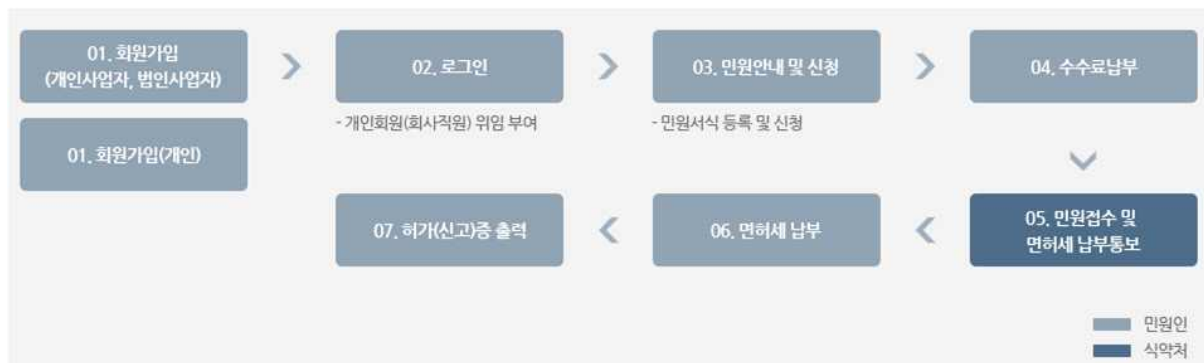 01. 회원가입
(개인사업자, 법인사업자)
01. 회원가입(개인)
02. 로그인
- 개인회원(회사직원) 위임 부여
03. 민원안내 및 신청
- 민원서식 등록 및 신청
04. 수수료납부
05. 민원접수 및
면허세 납부통보
06. 면허세 납부
07. 허가(신고)증 출력
민원인
식약처